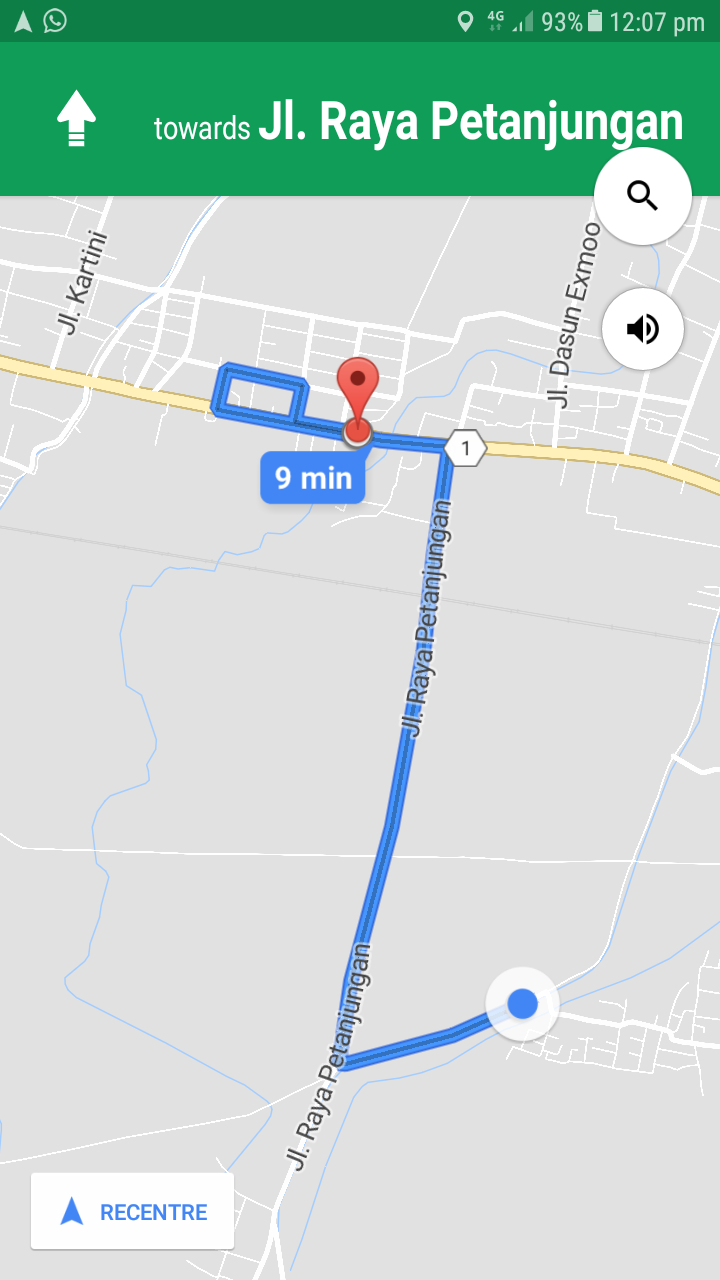 4G 93% 12:07 pm
towards Jl. Raya Petanjungan
Jl. Kartini
Jl. Dasun Exmoo
1
9 min
Jl. Raya Petanjungan
Jl. Raya Petanjungan
RECENTRE